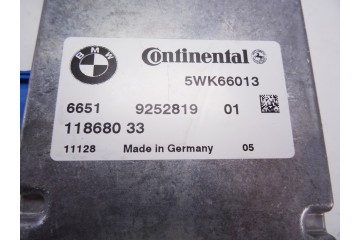 BMW
Continental
5WK66013
6651 9252819 01
118680 33
11128 Made in Germany 05